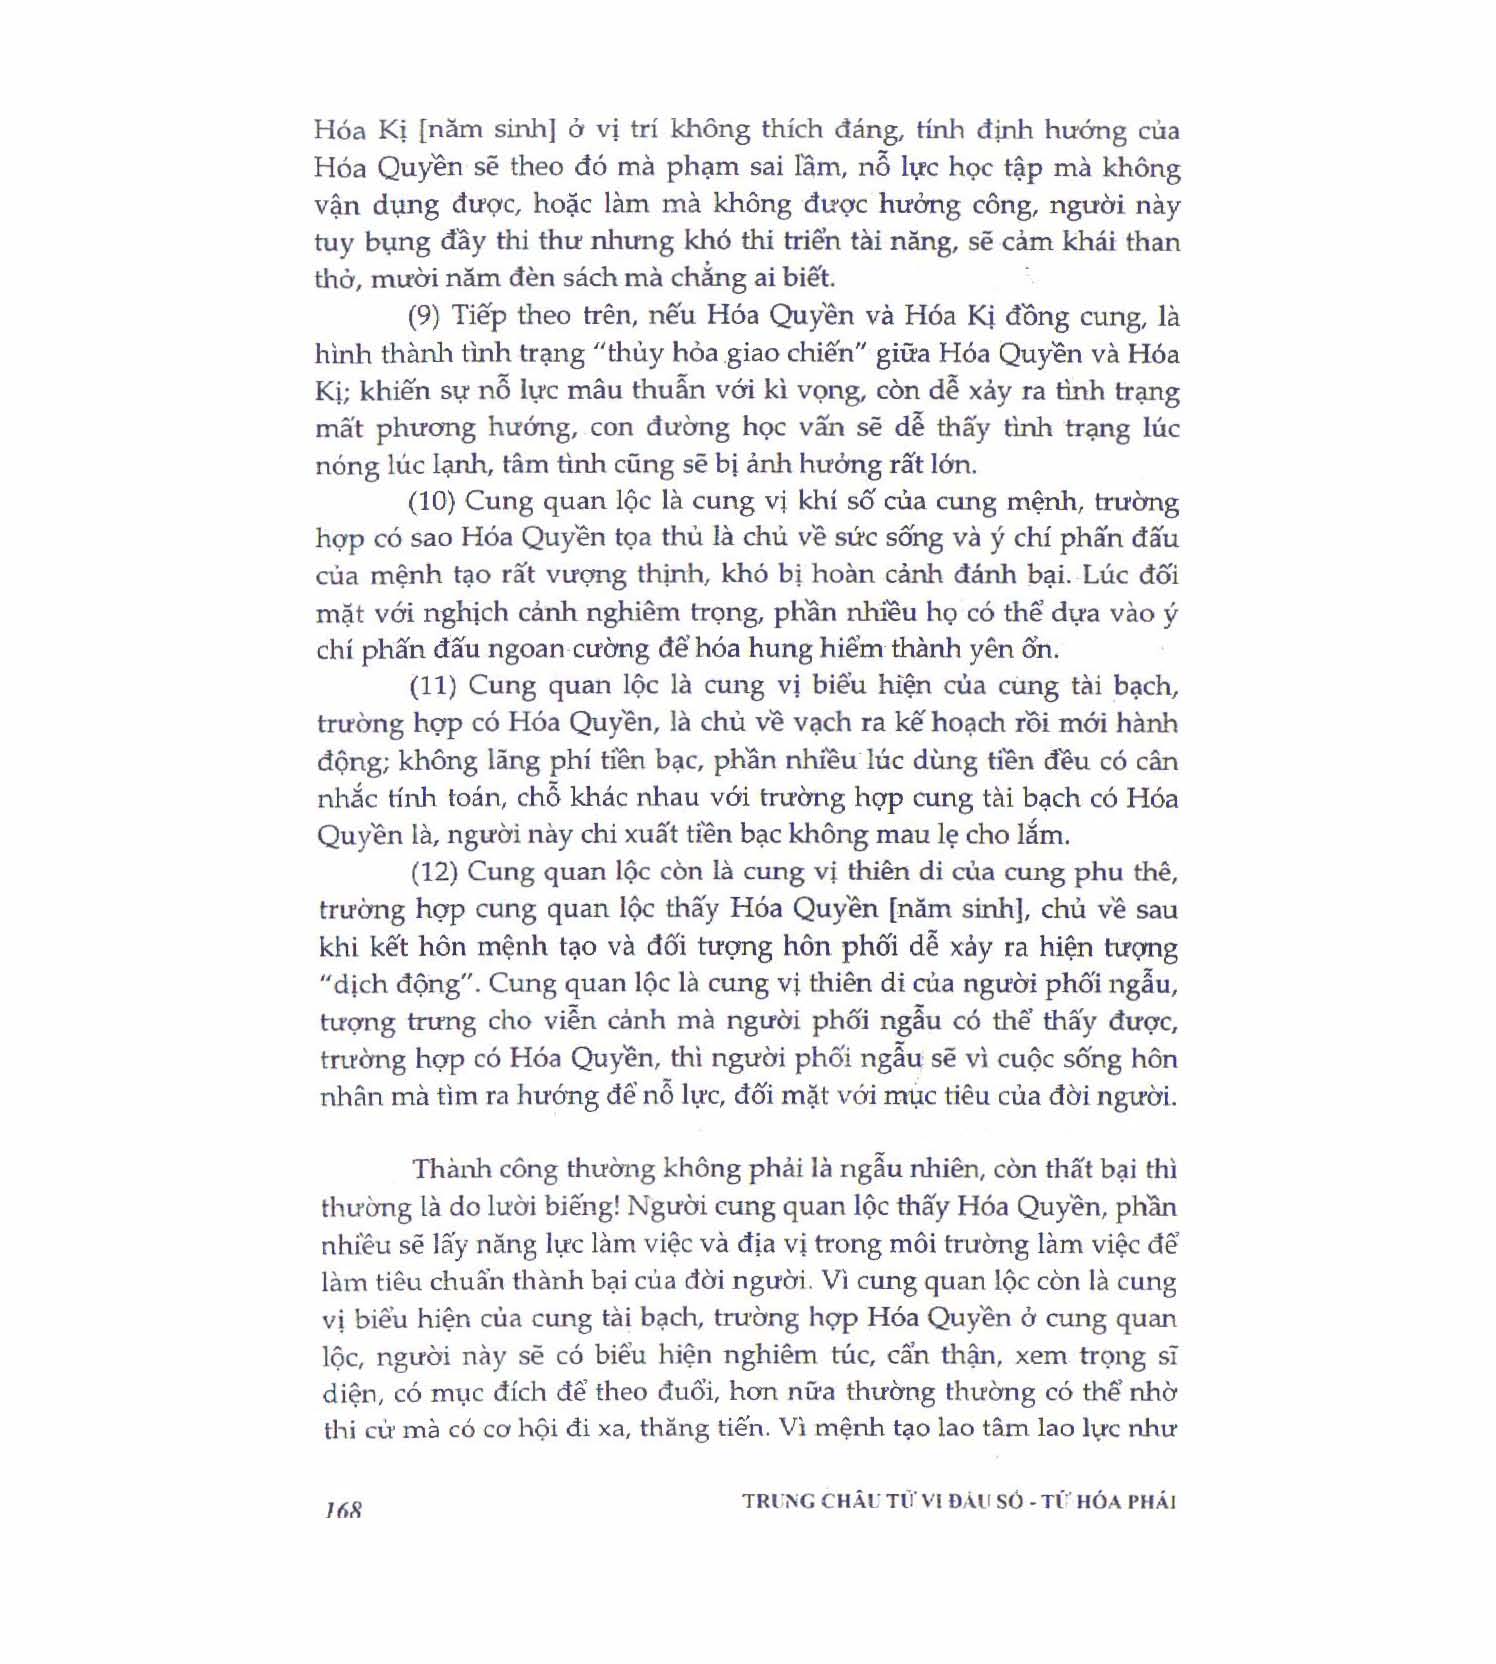 Hóa Kị [năm sinh] ở vị trí không thích đáng, tính định hướng của
Hóa Quyền sẽ theo đó mà phạm sai lầm, nỗ lực học tập mà không
vận dụng được, hoặc làm mà không được hưởng công, người này
tuy bụng đầy thi thư nhưng khó thi triển tài năng, sẽ cảm khái than
thở, mười năm đèn sách mà chẳng ai biết.
(9) Tiếp theo trên, nếu Hóa Quyền và Hóa Kị đồng cung, là
hình thành tình trạng "thủy hỏa giao chiến" giữa Hóa Quyền và Hóa
Kị; khiến sự nỗ lực mâu thuẫn với kì vọng, còn dễ xảy ra tình trạng
mất phương hướng, con đường học vấn sẽ dễ thấy tình trạng lúc
nóng lúc lạnh, tâm tình cũng sẽ bị ảnh hưởng rất lớn.
(10) Cung quan lộc là cung vị khí số của cung mệnh, trường
hợp có sao Hóa Quyền tọa thủ là chủ về sức sống và ý chí phấn đấu
của mệnh tạo rất vượng thịnh, khó bị hoàn cảnh đánh bại. Lúc đối
mặt với nghịch cảnh nghiêm trọng, phần nhiều họ có thể dựa vào ý
chí phấn đấu ngoan cường để hóa hung hiểm thành yên ổn.
(11) Cung quan lộc là cung vị biểu hiện của cung tài bạch,
trường hợp có Hóa Quyền, là chủ về vạch ra kế hoạch rồi mới hành
động; không lãng phí tiền bạc, phần nhiều lúc dùng tiền đều có cân
nhắc tính toán, chỗ khác nhau với trường hợp cung tài bạch có Hóa
Quyền là, người này chi xuất tiền bạc không mau lẹ cho lắm.
(12) Cung quan lộc còn là cung vị thiên di của cung phu thê,
trường hợp cung quan lộc thấy Hóa Quyền [năm sinh], chủ về sau
khi kết hôn mệnh tạo và đối tượng hôn phối dễ xảy ra hiện tượng
"dịch động". Cung quan lộc là cung vị thiên di của người phối ngẫu,
tượng trưng cho viễn cảnh mà người phối ngẫu có thể thấy được,
trường hợp có Hóa Quyền, thì người phối ngẫu sẽ vì cuộc sống hôn
nhân mà tìm ra hướng để nỗ lực, đối mặt với mục tiêu của đời người.
Thành công thường không phải là ngẫu nhiên, còn thất bại thì
thường là do lười biếng! Người cung quan lộc thấy Hóa Quyền, phần
nhiều sẽ lấy năng lực làm việc và địa vị trong môi trường làm việc để
làm tiêu chuẩn thành bại của đời người. Vì cung quan lộc còn là cung
vị biểu hiện của cung tài bạch, trường hợp Hóa Quyền ở cung quan
lộc, người này sẽ có biểu hiện nghiêm túc, cẩn thận, xem trọng sĩ
diện, có mục đích để theo đuổi, hơn nữa thường thường có thể nhờ
thi cử mà có cơ hội đi xa, thăng tiến. Vì mệnh tạo lao tâm lao lực như
168 TRUNG CHÂU TỬ VI ĐẨU SỐ - TỨ HÓA PHÁI